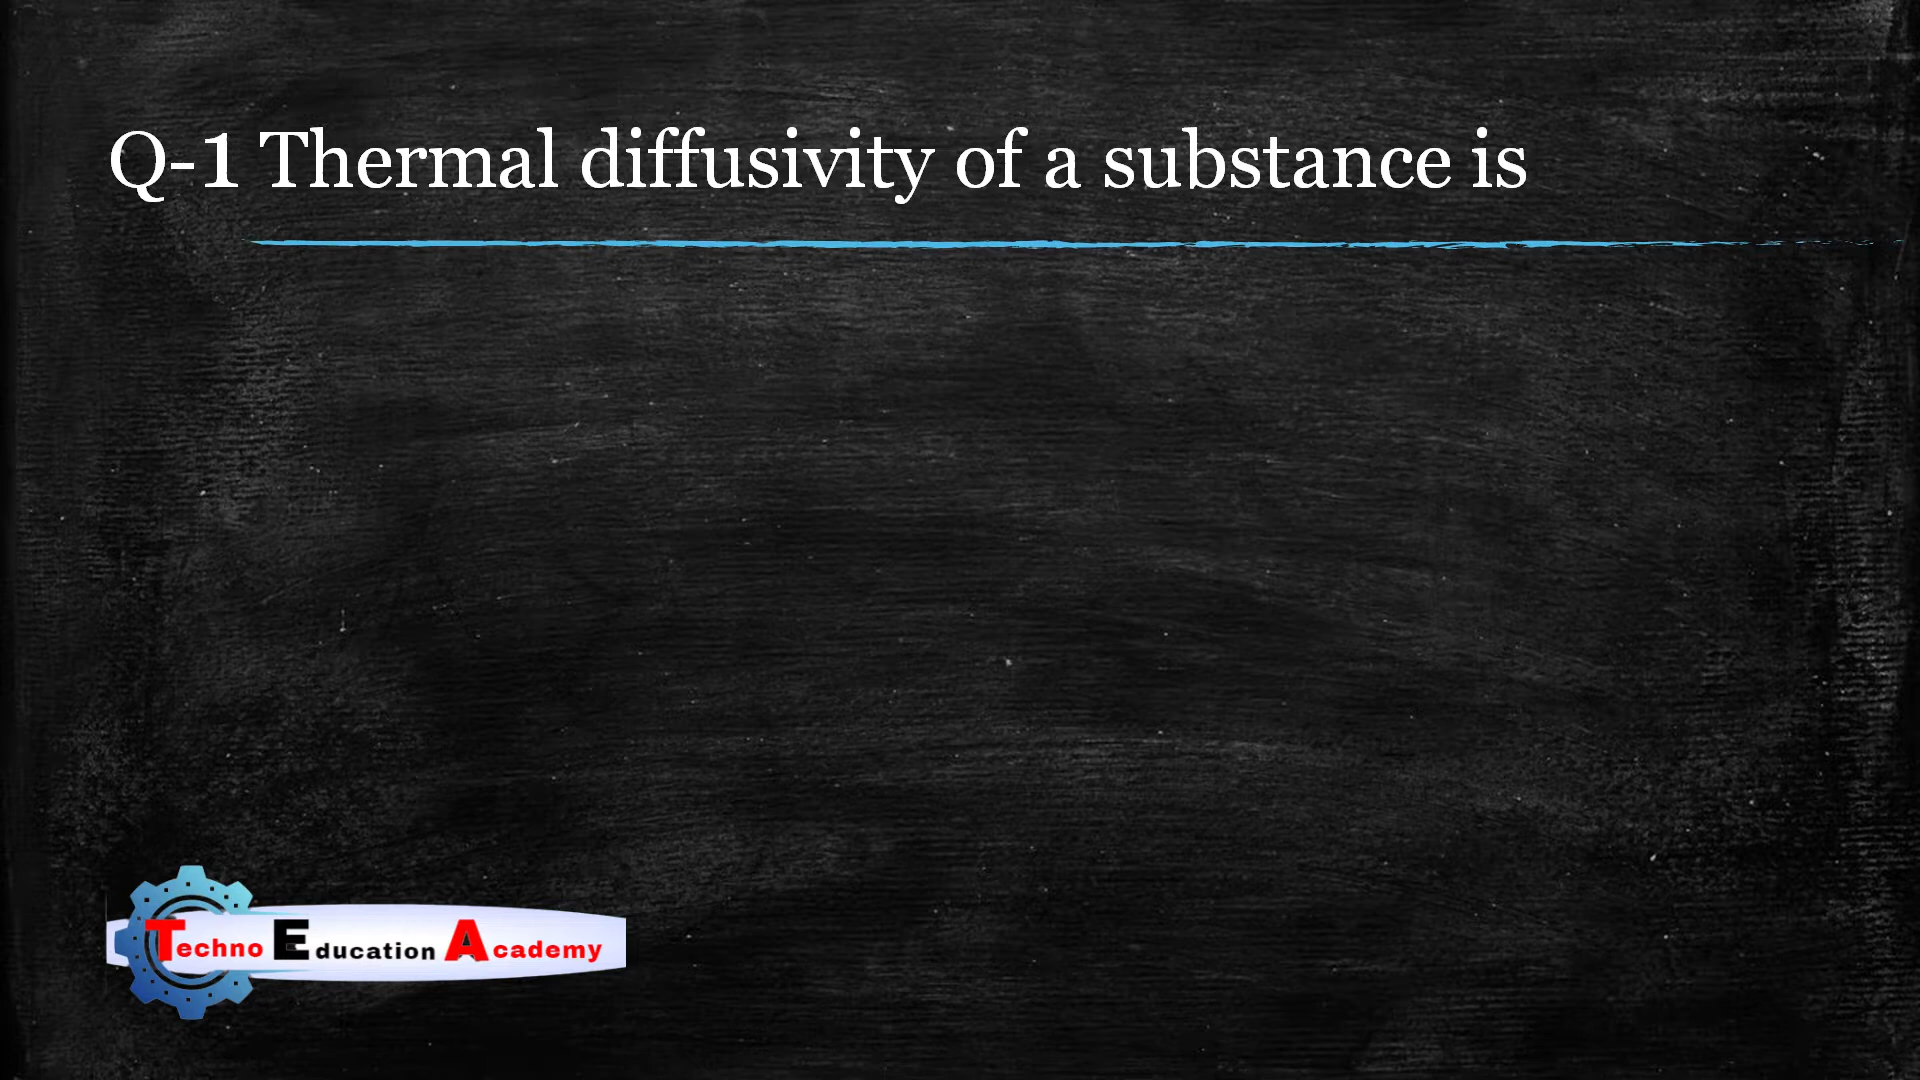 Q-1 Thermal diffusivity of a substance is
Techno Education Academy